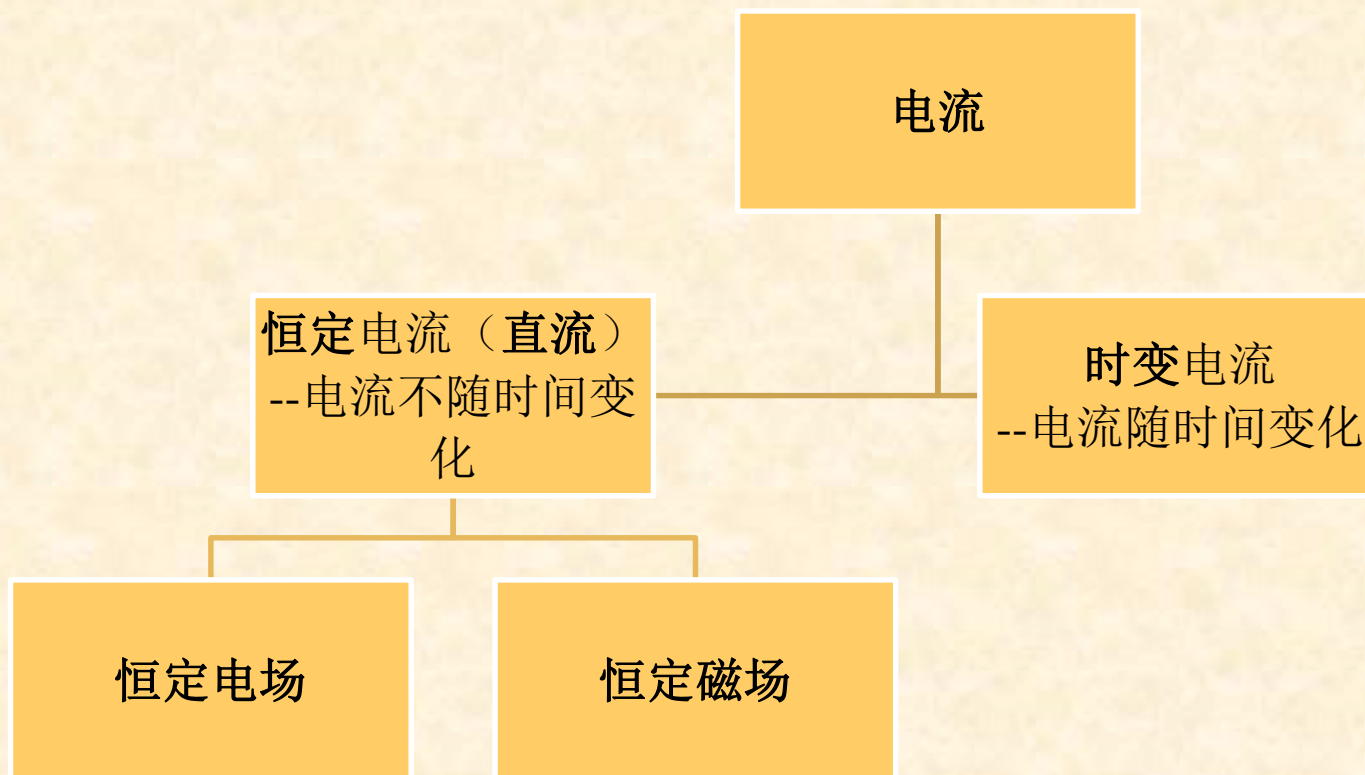 电流
恒定电流（直流）
--电流不随时间变
化
时变电流
--电流随时间变化
恒定电场
恒定磁场